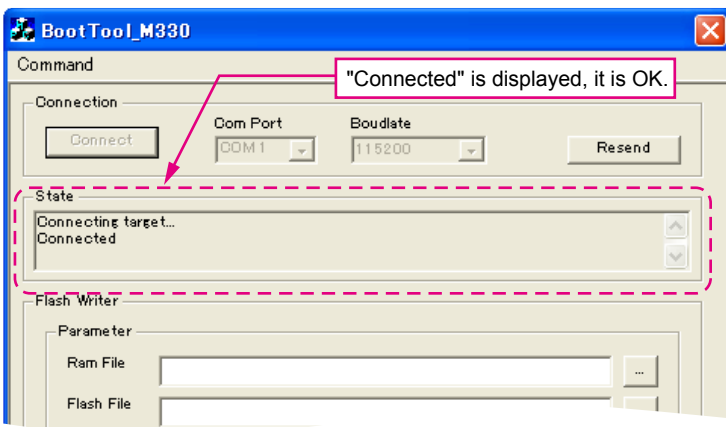 BootTool_M330
Command
"Connected" is displayed, it is OK.
Connection
Connect
Com Port
COM1
Boudlate
115200
Resend
State
Connecting target...
Connected
Flash Writer
Parameter
Ram File
...
Flash File